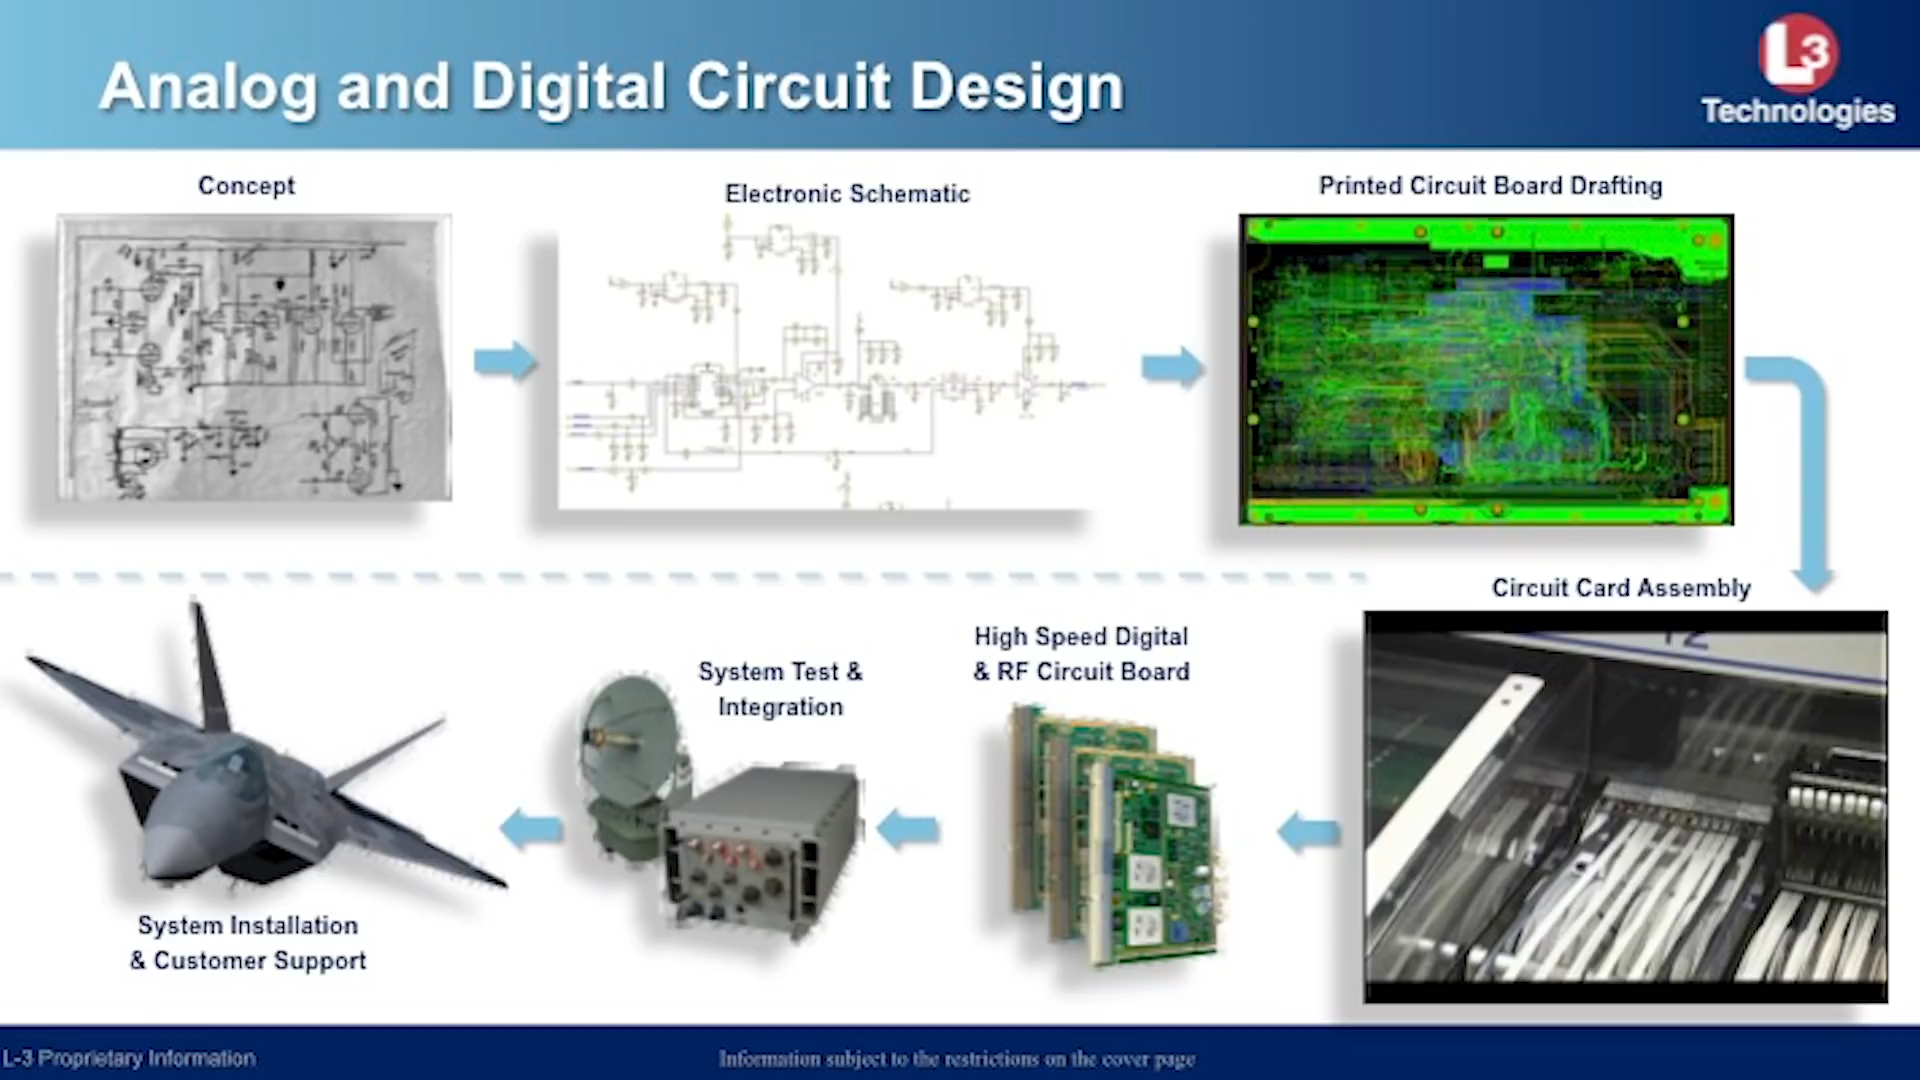 Analog and Digital Circuit Design
L3
Technologies
Concept
Electronic Schematic
Printed Circuit Board Drafting
Circuit Card Assembly
High Speed Digital
& RF Circuit Board
System Test &
Integration
System Installation
& Customer Support
12
L-3 Proprietary Information
Information subject to the restrictions on the cover page